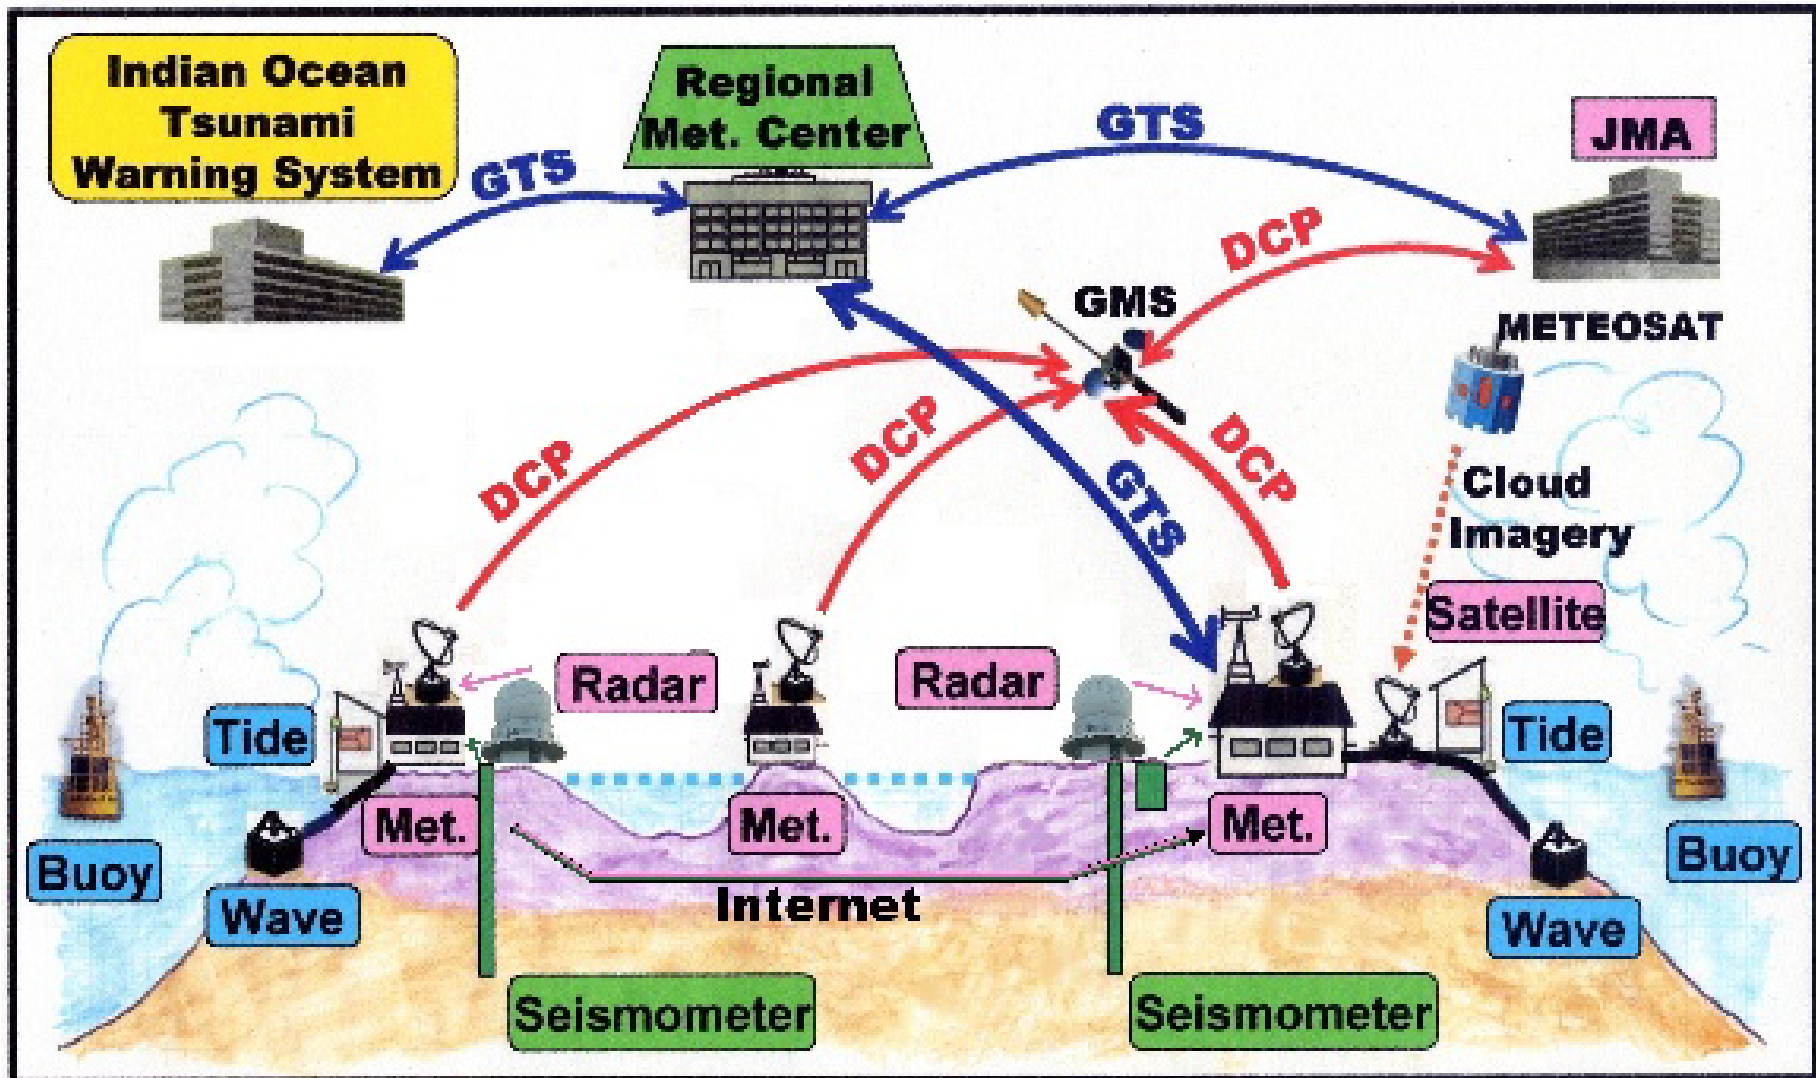 Indian Ocean
Tsunami
Warning System
GTS
Regional
Met. Center
GTS
JMA
DCP
GMS
METEOSAT
DCP
DCP
GTS
DCP
Cloud
Imagery
Satellite
Radar
Radar
Tide
Tide
Met.
Met.
Met.
Buoy
Wave
Internet
Buoy
Wave
Seismometer
Seismometer